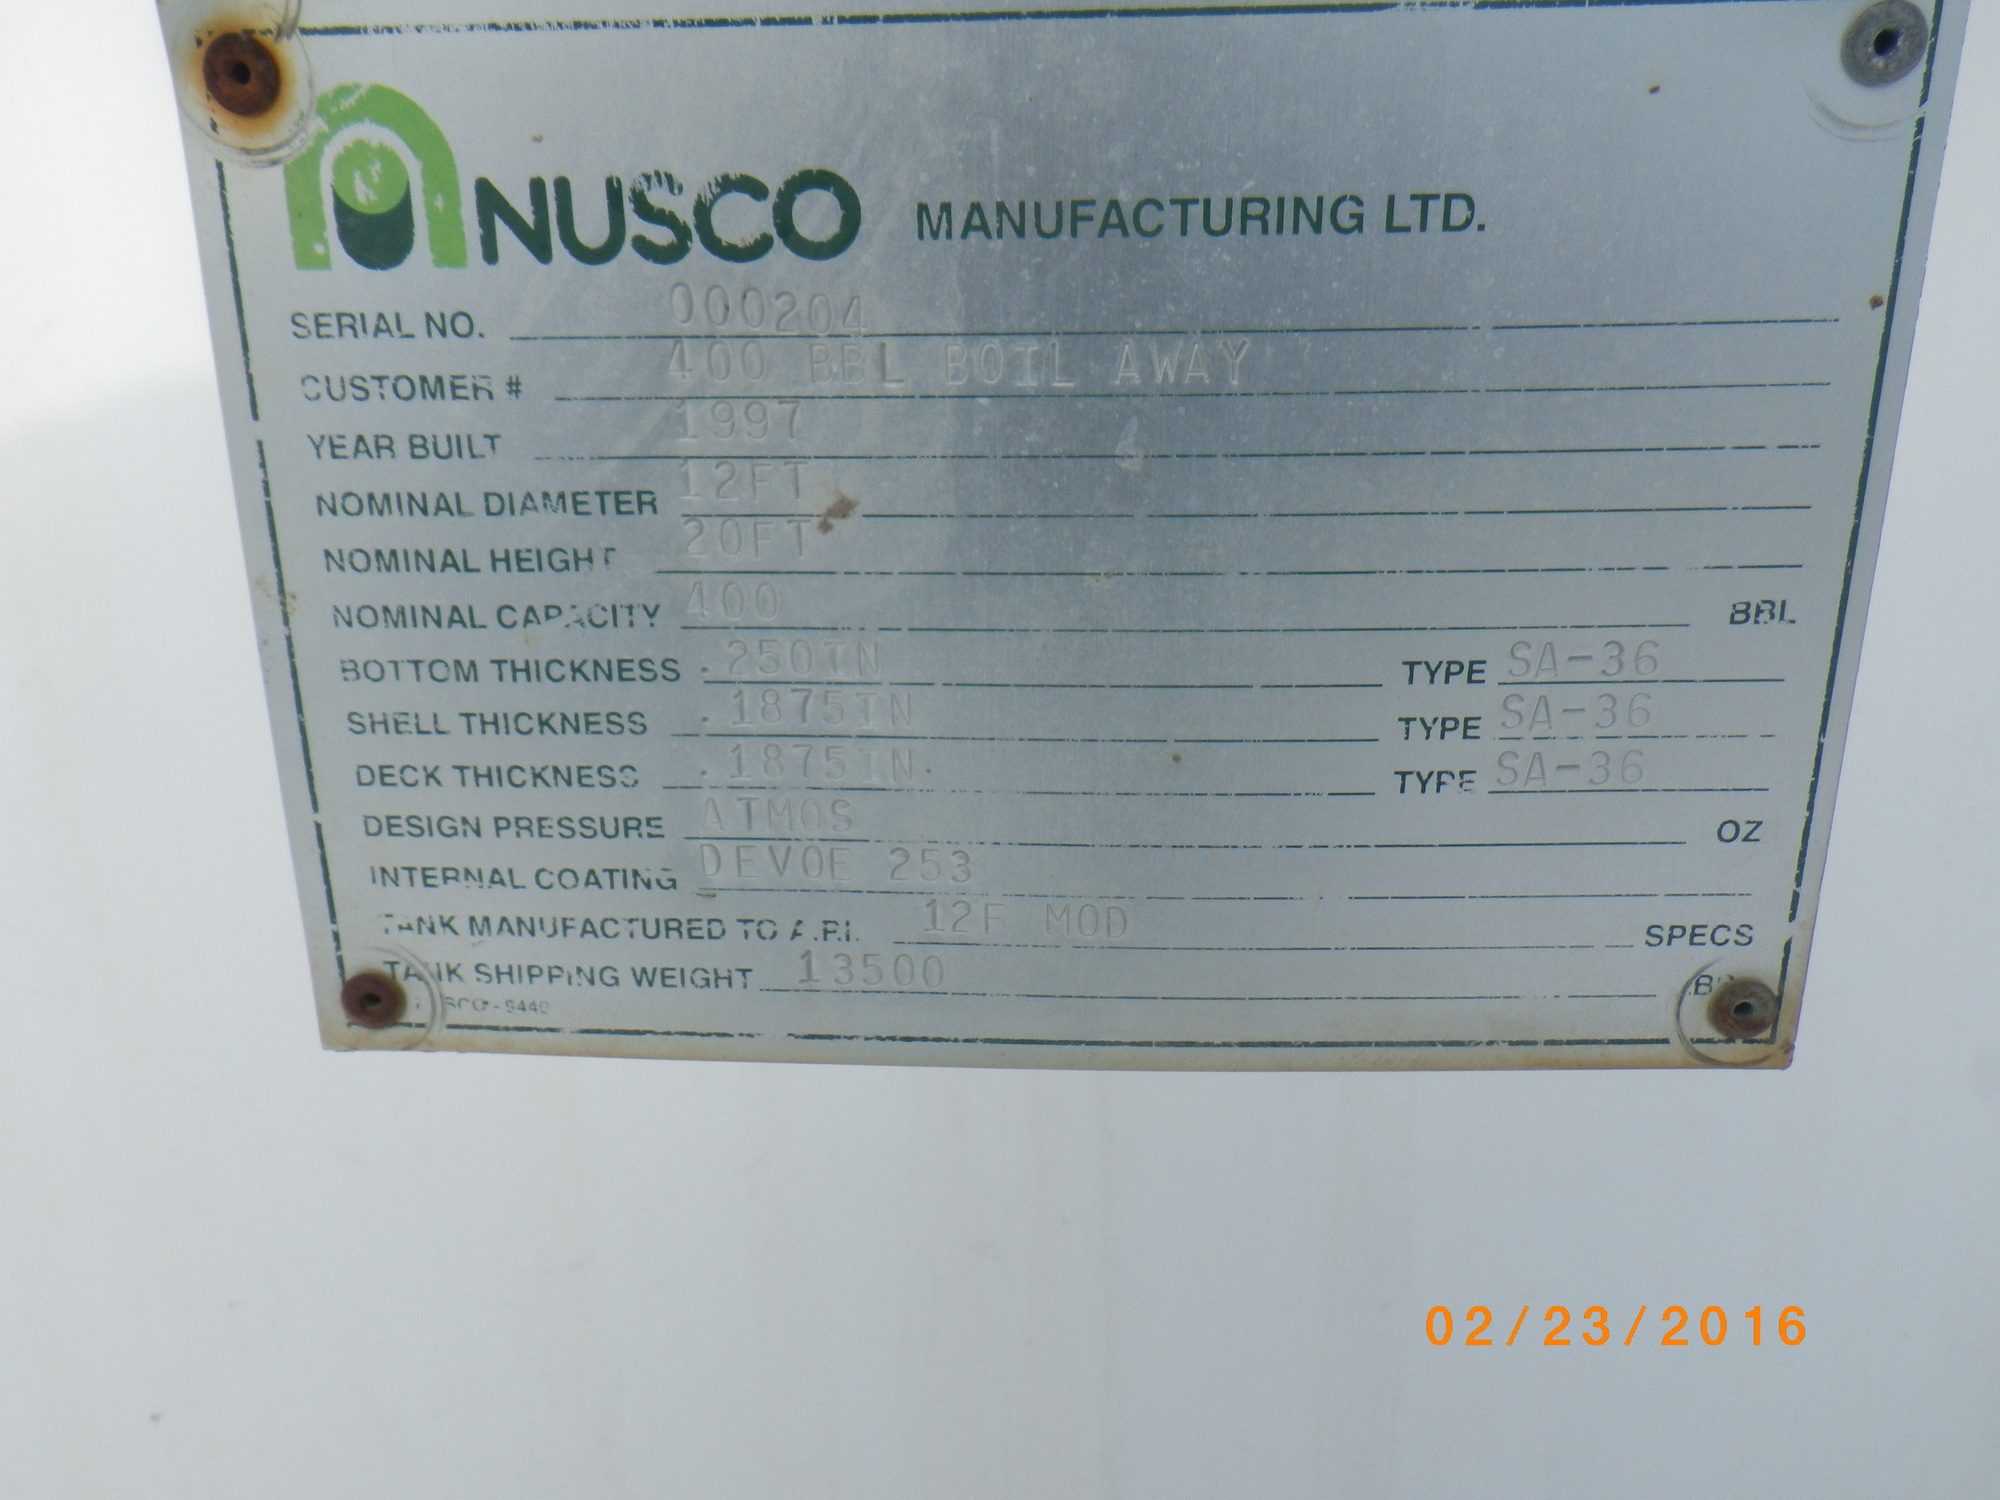 NUSCO MANUFACTURING LTD.
SERIAL NO. 000204
CUSTOMER # 400 BBL BOIL AWAY
YEAR BUILT 1997
NOMINAL DIAMETER 12FT
NOMINAL HEIGHT 20FT
NOMINAL CAPACITY 400 BBL
BOTTOM THICKNESS .250IN TYPE SA-36
SHELL THICKNESS .1875IN TYPE SA-36
DECK THICKNESS .1875IN TYPE SA-36
DESIGN PRESSURE ATMOS OZ
INTERNAL COATING DEVOE 253
TANK MANUFACTURED TO A.P.I. 12F MOD SPECS
TANK SHIPPING WEIGHT 13500
02/23/2016